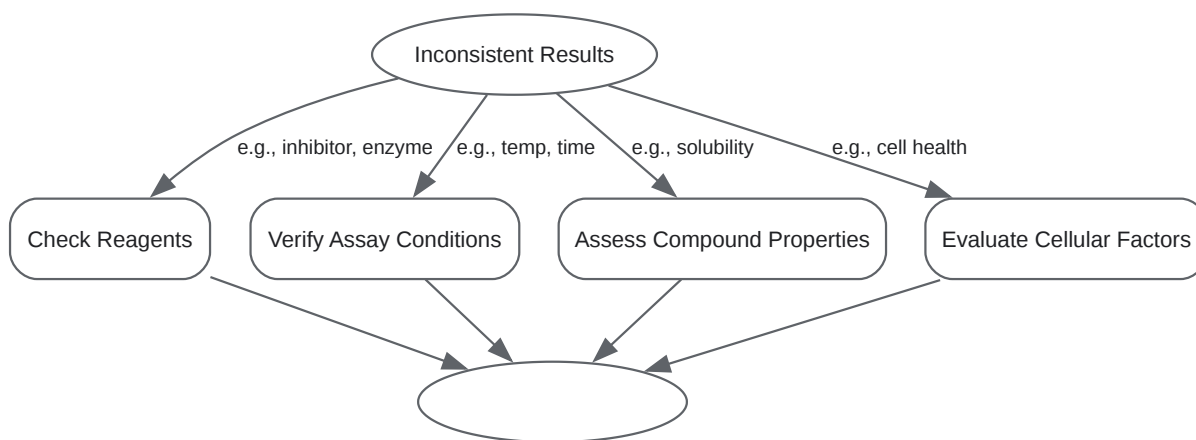 Inconsistent Results
e.g., inhibitor, enzyme
e.g., temp, time
e.g., solubility
e.g., cell health
Check Reagents
Verify Assay Conditions
Assess Compound Properties
Evaluate Cellular Factors